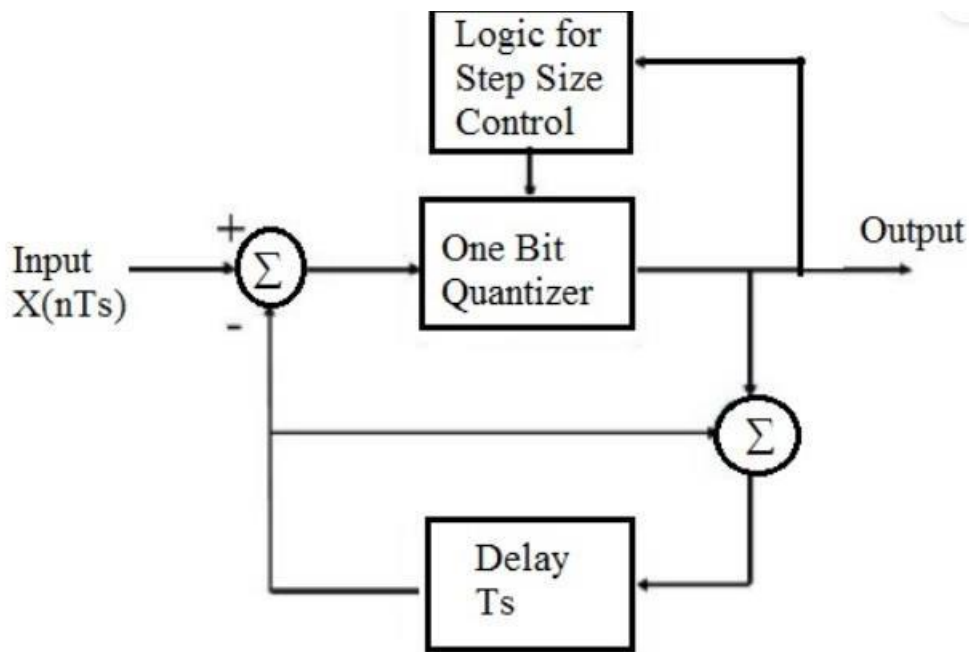 Logic for
Step Size
Control
+
Σ
One Bit
Quantizer
Output
Input
X(nTs)
-
Σ
Delay
Ts